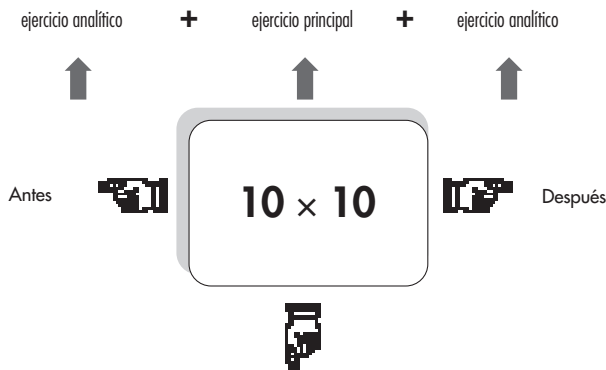 ejercicio analítico + ejercicio principal + ejercicio analítico
Antes 10 × 10 Después